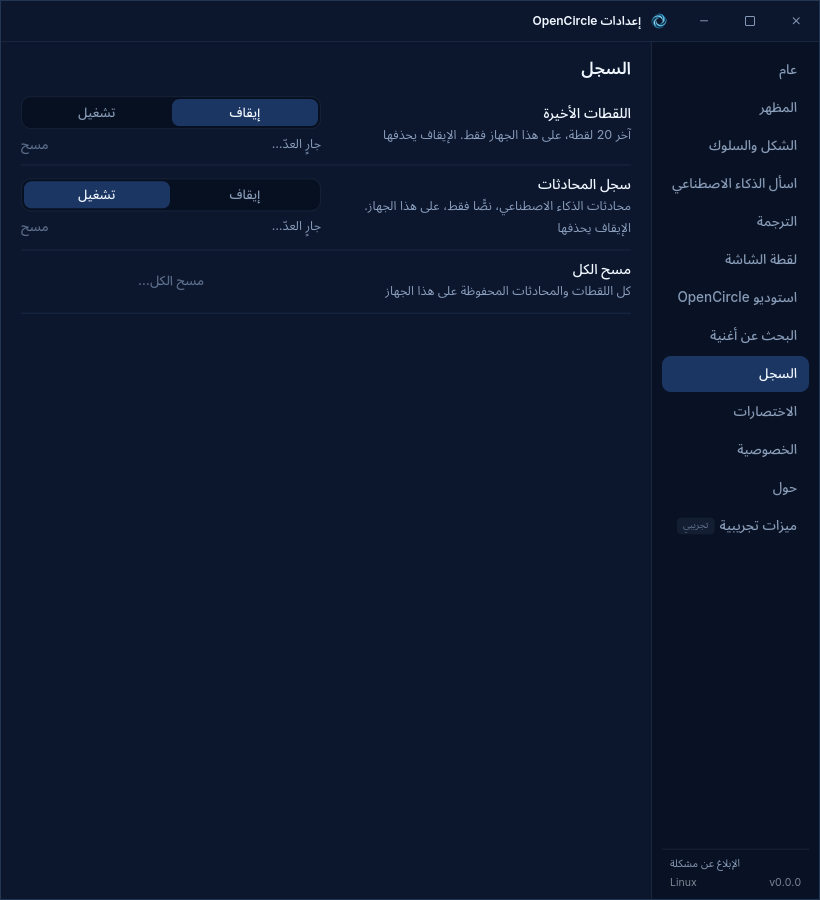 إعدادات OpenCircle
عام
المظهر
الشكل والسلوك
اسأل الذكاء الاصطناعي
الترجمة
لقطة الشاشة
استوديو OpenCircle
البحث عن أغنية
السجل
الاختصارات
الخصوصية
حول
ميزات تجريبية تجريبي
الإبلاغ عن مشكلة
v0.0.0 Linux
السجل
اللقطات الأخيرة
آخر 20 لقطة، على هذا الجهاز فقط. الإيقاف يحذفها
إيقاف تشغيل
جارٍ العدّ... مسح
سجل المحادثات
محادثات الذكاء الاصطناعي، نصًّا فقط، على هذا الجهاز.
الإيقاف يحذفها
إيقاف تشغيل
جارٍ العدّ... مسح
مسح الكل
كل اللقطات والمحادثات المحفوظة على هذا الجهاز
مسح الكل...